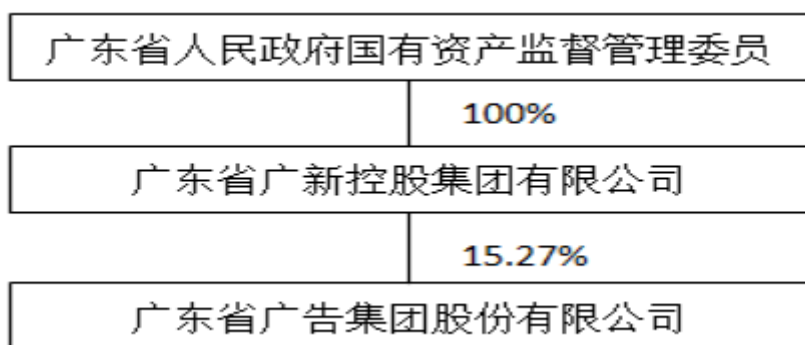 广东省人民政府国有资产监督管理委员
100%
广东省广新控股集团有限公司
15.27%
广东省广告集团股份有限公司